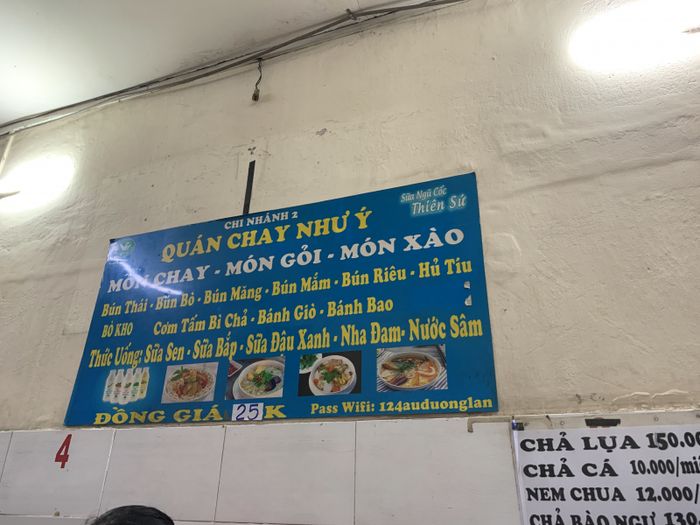 CHI NHÁNH 2
Sữa Ngũ Cốc
Thiên Sứ
QUÁN CHAY NHƯ Ý
MÓN CHAY - MÓN GỎI - MÓN XÀO
Bún Thái - Bún Bò - Bún Măng - Bún Mắm - Bún Riêu - Hủ Tíu
BÒ KHO Cơm Tấm Bì Chả - Bánh Giò - Bánh Bao
Thức Uống: Sữa Sen - Sữa Bắp - Sữa Đậu Xanh - Nha Đam - Nước Sâm
ĐỒNG GIÁ 25K
Pass Wifi: 124auduonglan
4
CHẢ LỤA 150.00
CHẢ CÁ 10.000/mi
NEM CHUA 12.000/
CHẢ BÀO NGƯ 130.